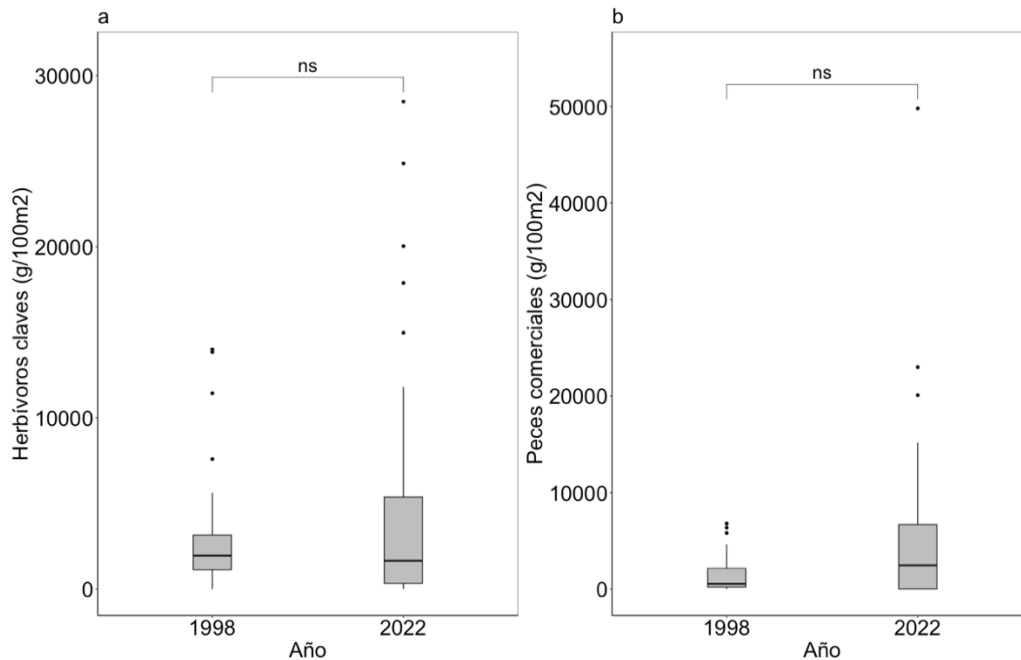 a
Herbívoros claves (g/100m2)
30000
20000
10000
0
ns
1998
2022
Año
b
Peces comerciales (g/100m2)
50000
40000
30000
20000
10000
0
ns
1998
2022
Año